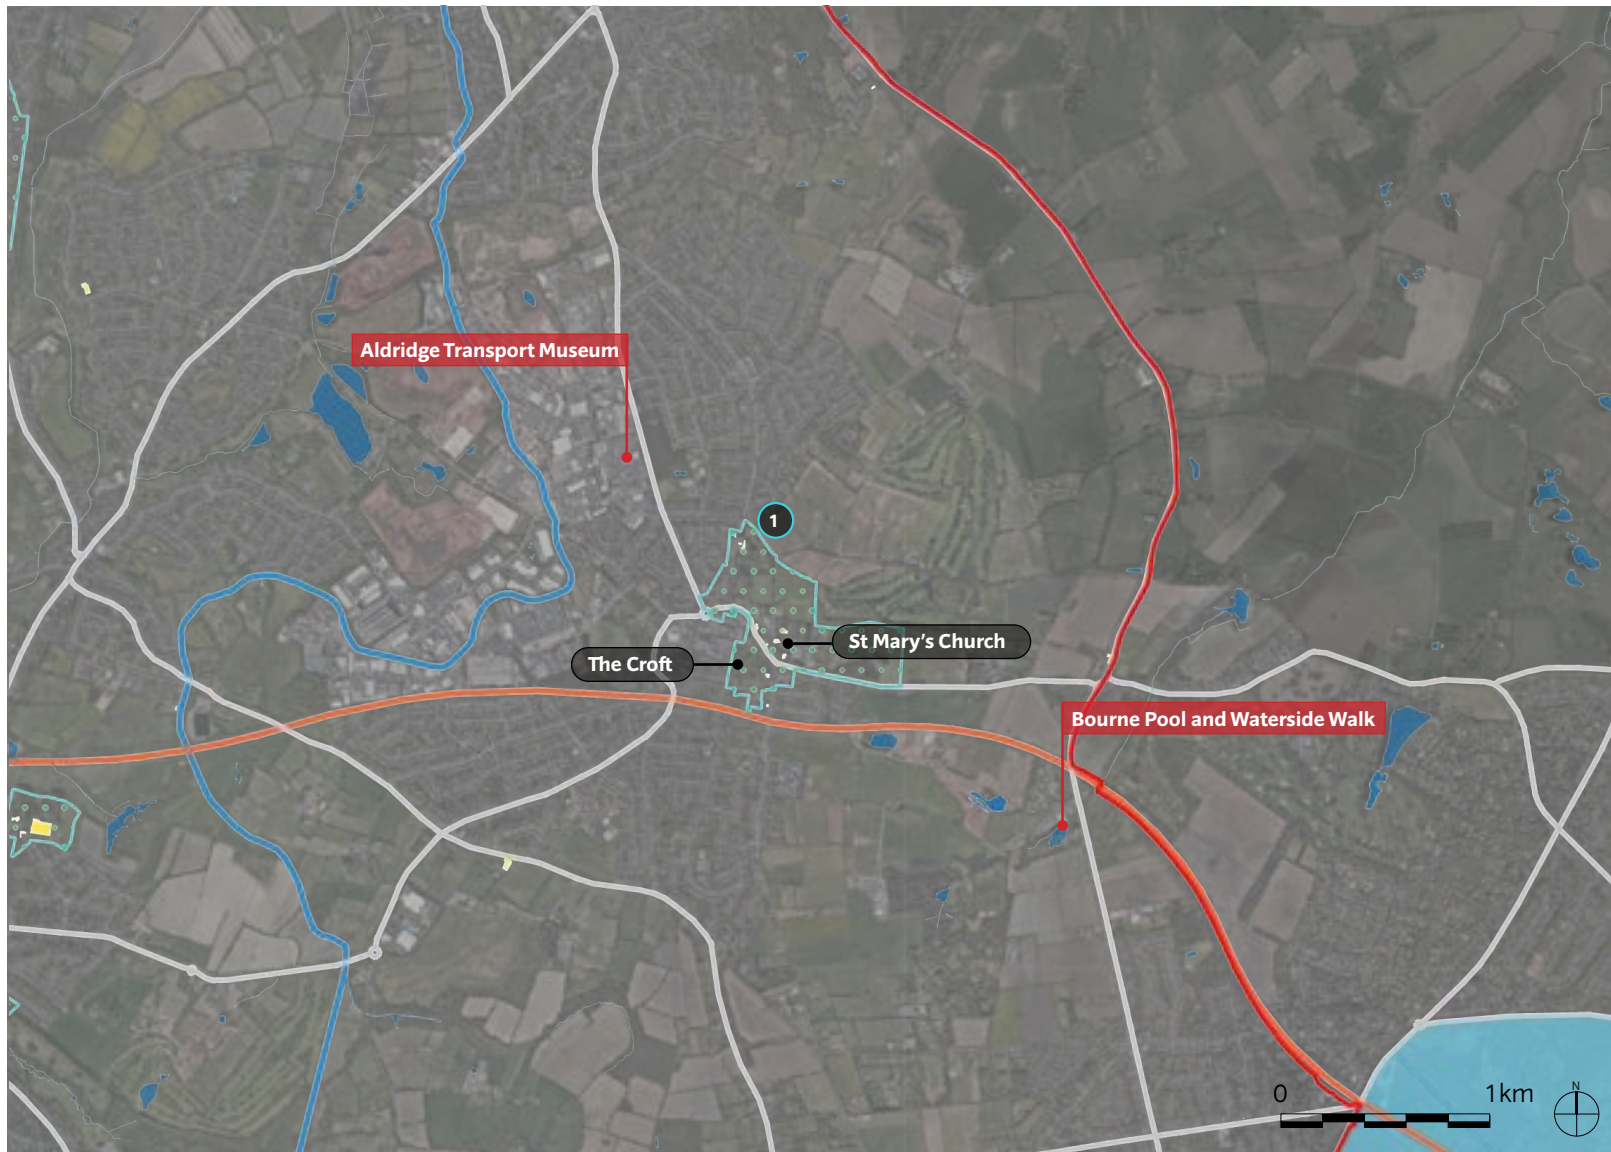 Aldridge Transport Museum
1
St Mary's Church
The Croft
Bourne Pool and Waterside Walk
0 1km
N